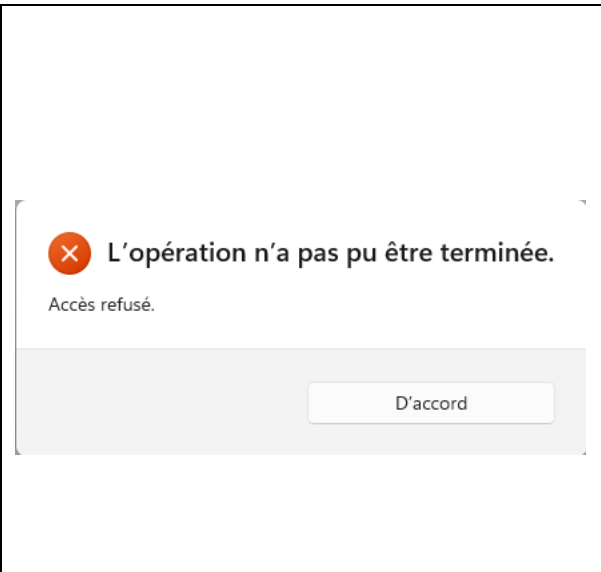 L’opération n’a pas pu être terminée.
Accès refusé.
D’accord